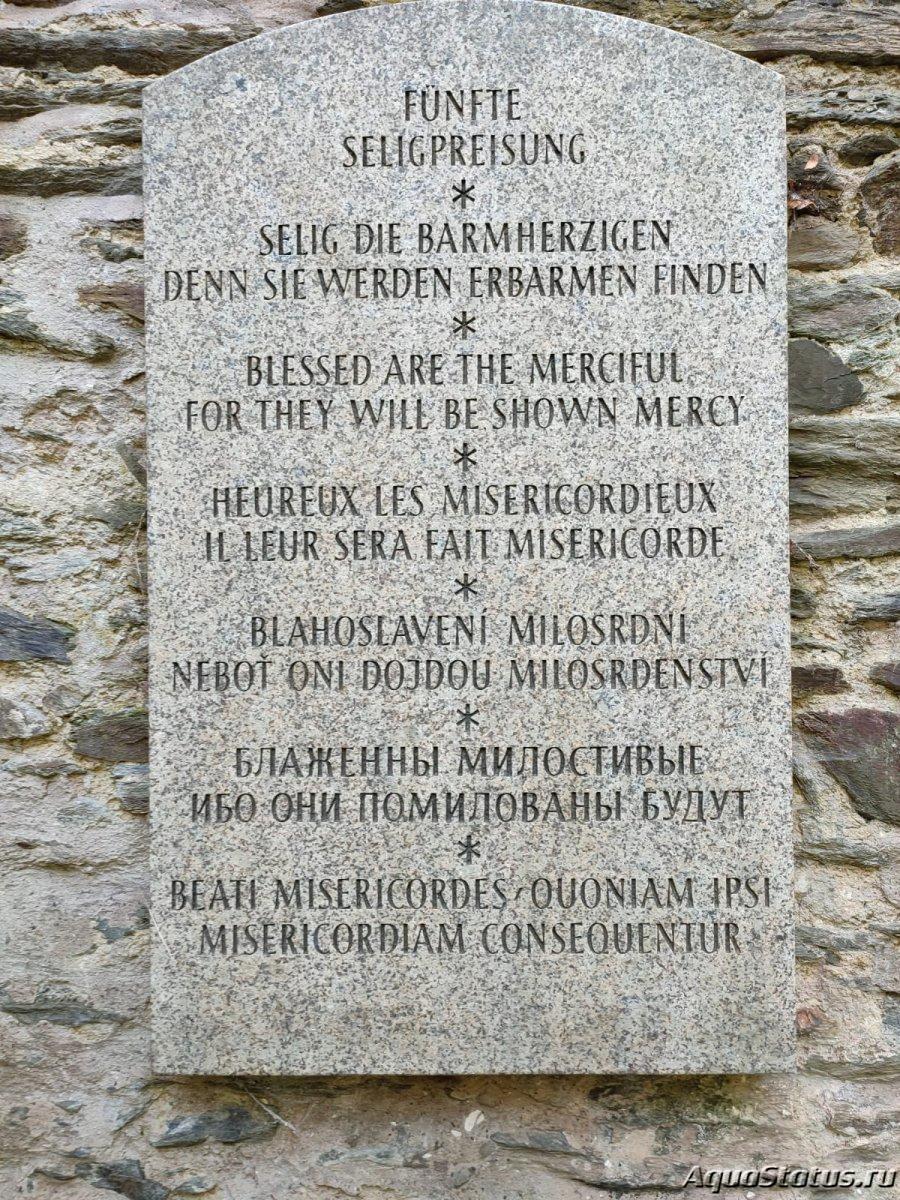 FÜNFTE
SELIGPREISUNG
*
SELIG DIE BARMHERZIGEN
DENN SIE WERDEN ERBARMEN FINDEN
*
BLESSED ARE THE MERCIFUL
FOR THEY WILL BE SHOWN MERCY
*
HEUREUX LES MISERICORDIEUX
IL LEUR SERA FAIT MISERICORDE
*
BLAHOSLAVENÍ MILOSRDNÍ
NEBOŤ ONI DOJDOU MILOSRDENSTVÍ
*
БЛАЖЕННЫ МИЛОСТИВЫЕ
ИБО ОНИ ПОМИЛОВАНЫ БУДУТ
*
BEATI MISERICORDES, QUONIAM IPSI
MISERICORDIAM CONSEQUENTUR
AquaStatus.ru